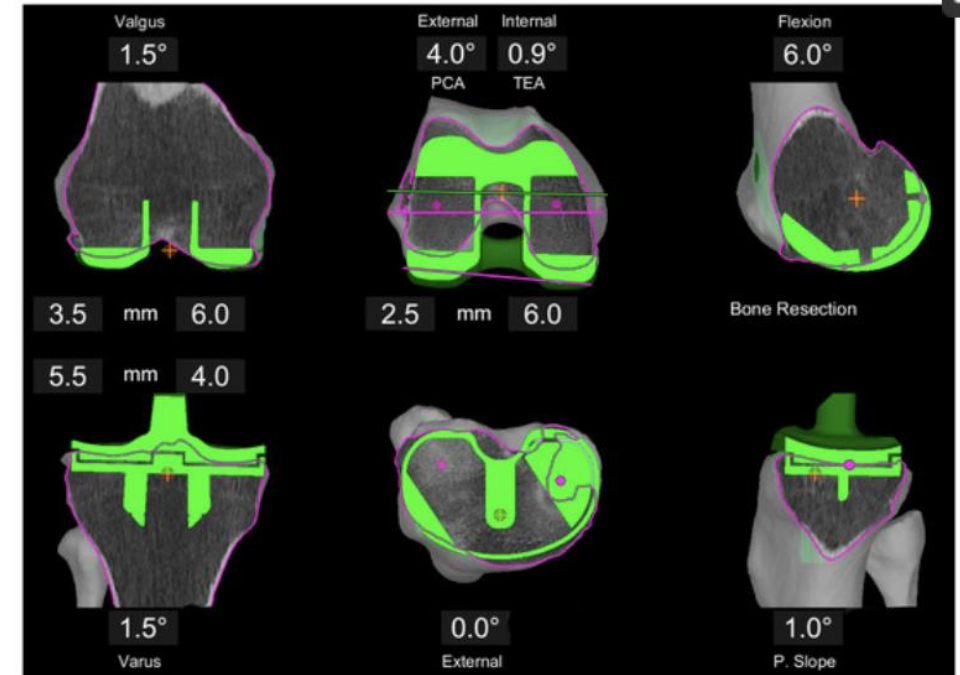 Valgus
1.5°
External Internal
4.0° 0.9°
PCA TEA
Flexion
6.0°
3.5 mm 6.0
2.5 mm 6.0
Bone Resection
5.5 mm 4.0
1.5°
Varus
0.0°
External
1.0°
P. Slope